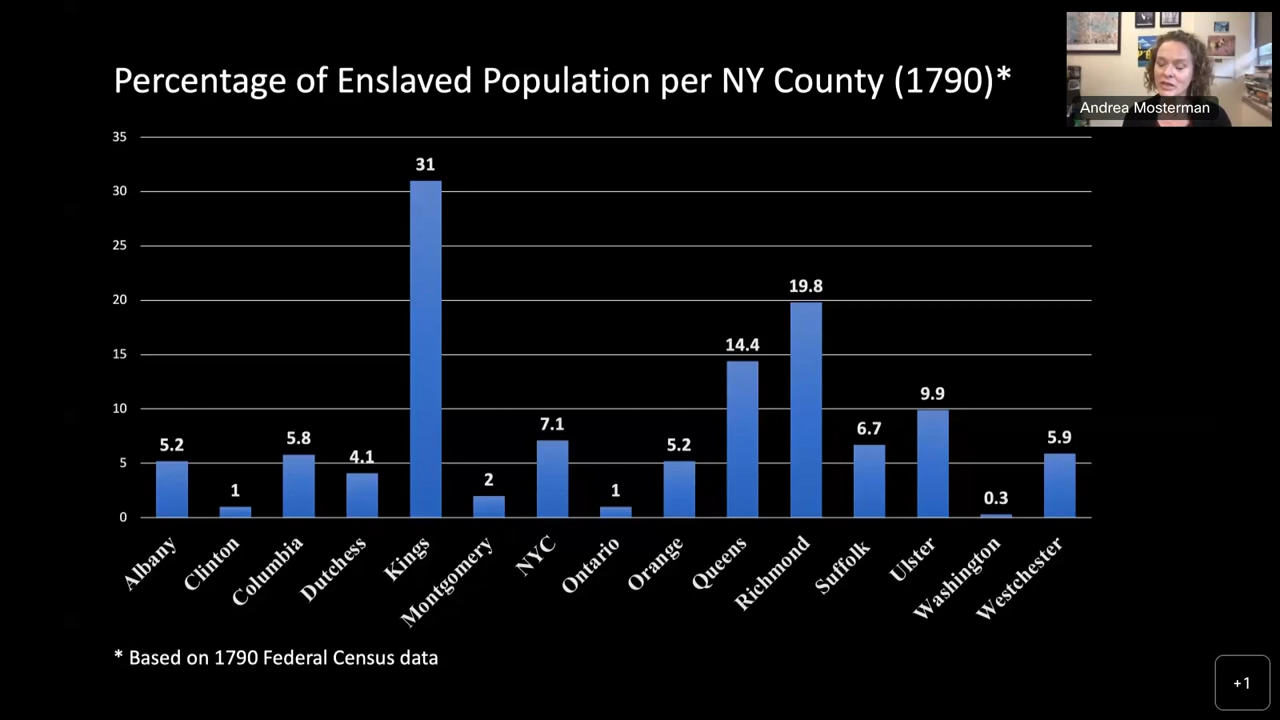 Percentage of Enslaved Population per NY County (1790)*
Andrea Mosterman
35
30
25
20
15
10
5
0
5.2
1
5.8
4.1
31
2
7.1
1
5.2
14.4
19.8
6.7
9.9
0.3
5.9
Albany
Clinton
Columbia
Dutchess
Kings
Montgomery
NYC
Ontario
Orange
Queens
Richmond
Suffolk
Ulster
Washington
Westchester
* Based on 1790 Federal Census data
+1